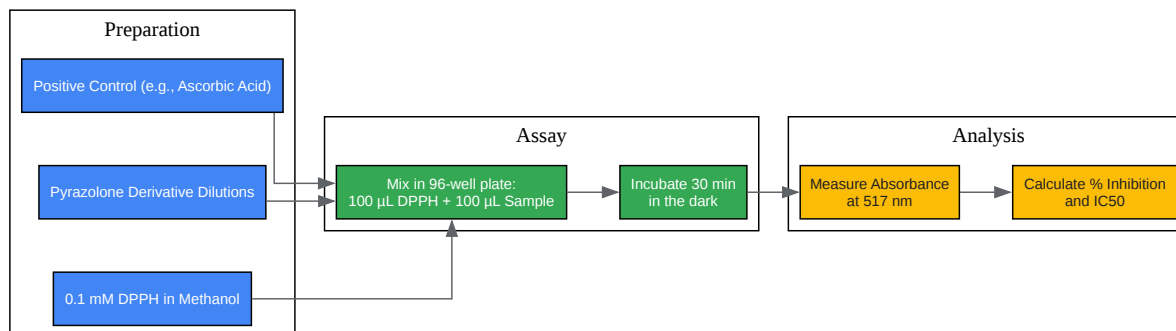 Preparation
Positive Control (e.g., Ascorbic Acid)
Pyrazolone Derivative Dilutions
0.1 mM DPPH in Methanol
Assay
Mix in 96-well plate:
100 µL DPPH + 100 µL Sample
Incubate 30 min
in the dark
Analysis
Measure Absorbance
at 517 nm
Calculate % Inhibition
and IC50